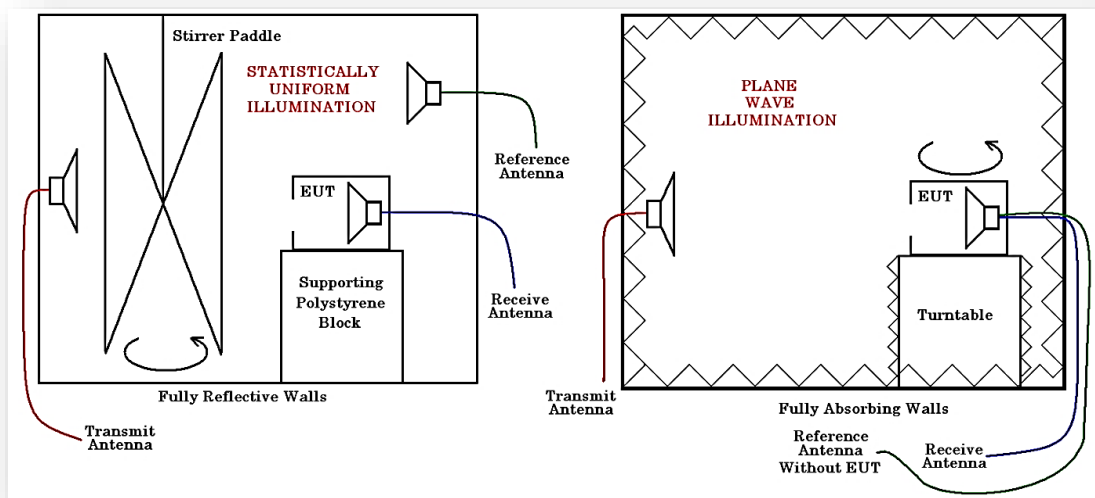 Stirrer Paddle
STATISTICALLY
UNIFORM
ILLUMINATION
Reference
Antenna
EUT
Supporting
Polystyrene
Block
Receive
Antenna
Fully Reflective Walls
Transmit
Antenna
PLANE
WAVE
ILLUMINATION
EUT
Turntable
Transmit
Antenna
Fully Absorbing Walls
Reference
Antenna
Without EUT
Receive
Antenna